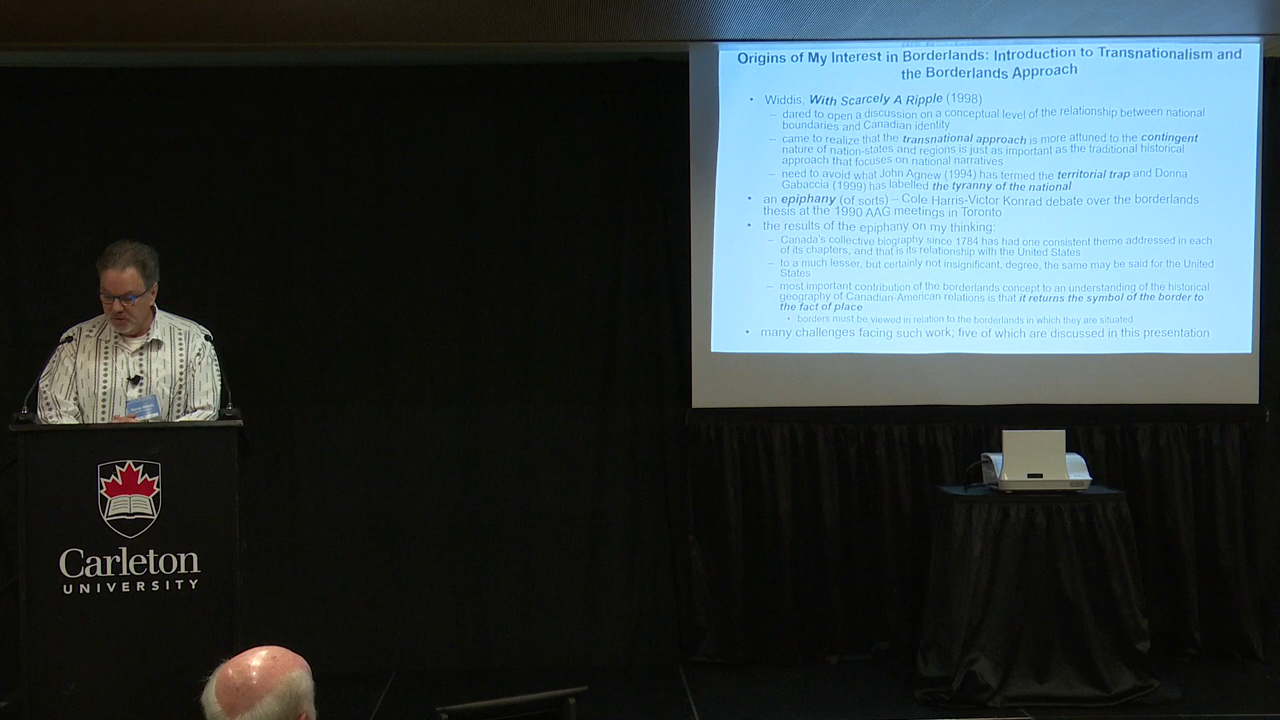 Origins of My Interest in Borderlands: Introduction to Transnationalism and
the Borderlands Approach
• Widdis, With Scarcely A Ripple (1998)
– dared to open a discussion on a conceptual level of the relationship between national
boundaries and Canadian identity
– came to realize that the transnational approach is more attuned to the contingent
nature of nation-states and regions is just as important as the traditional historical
approach that focuses on national narratives
– need to avoid what John Agnew (1994) has termed the territorial trap and Donna
Gabaccia (1999) has labelled the tyranny of the national
• an epiphany (of sorts) – Cole Harris-Victor Konrad debate over the borderlands
thesis at the 1990 AAG meetings in Toronto
• the results of the epiphany on my thinking:
– Canada's collective biography since 1784 has had one consistent theme addressed in each
of its chapters, and that is its relationship with the United States
– to a much lesser, but certainly not insignificant, degree, the same may be said for the United
States
– most important contribution of the borderlands concept to an understanding of the historical
geography of Canadian-American relations is that it returns the symbol of the border to
the fact of place
• borders must be viewed in relation to the borderlands in which they are situated
• many challenges facing such work; five of which are discussed in this presentation
Carleton
UNIVERSITY